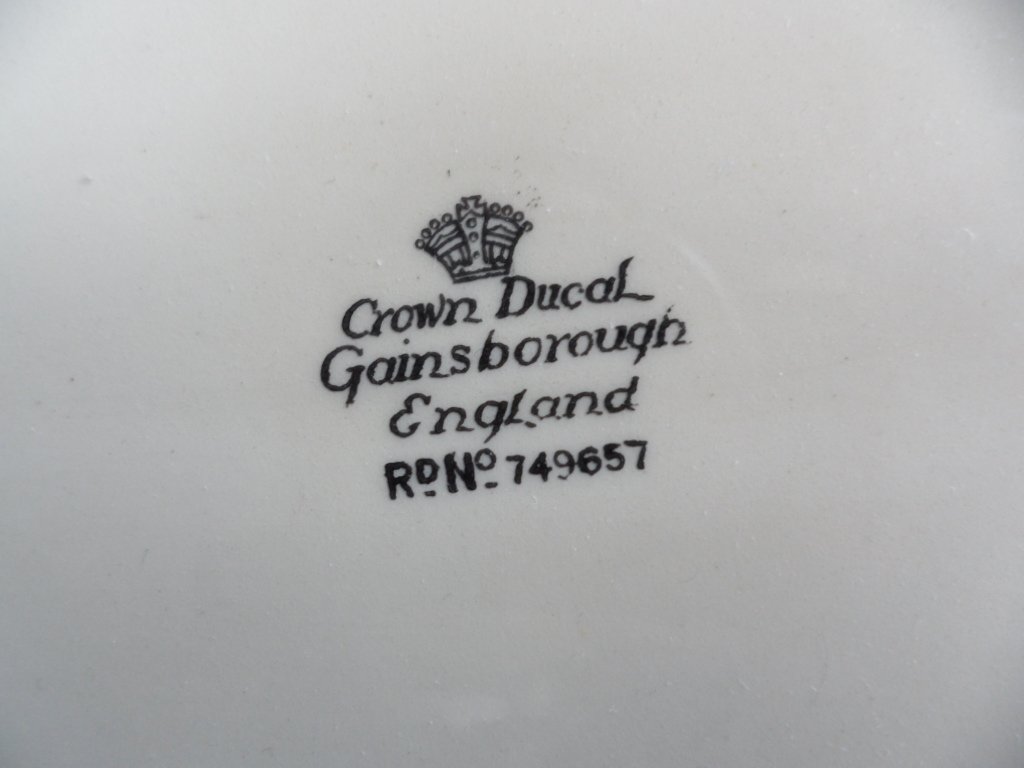 Crown Ducal
Gainsborough
England
RD No 749657